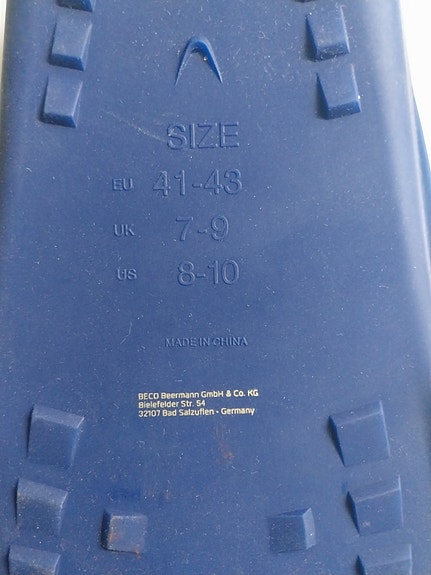 SIZE
EU 41-43
UK 7-9
US 8-10
MADE IN CHINA
BECO Beermann GmbH & Co. KG
Bielefelder Str. 54
32107 Bad Salzuflen - Germany